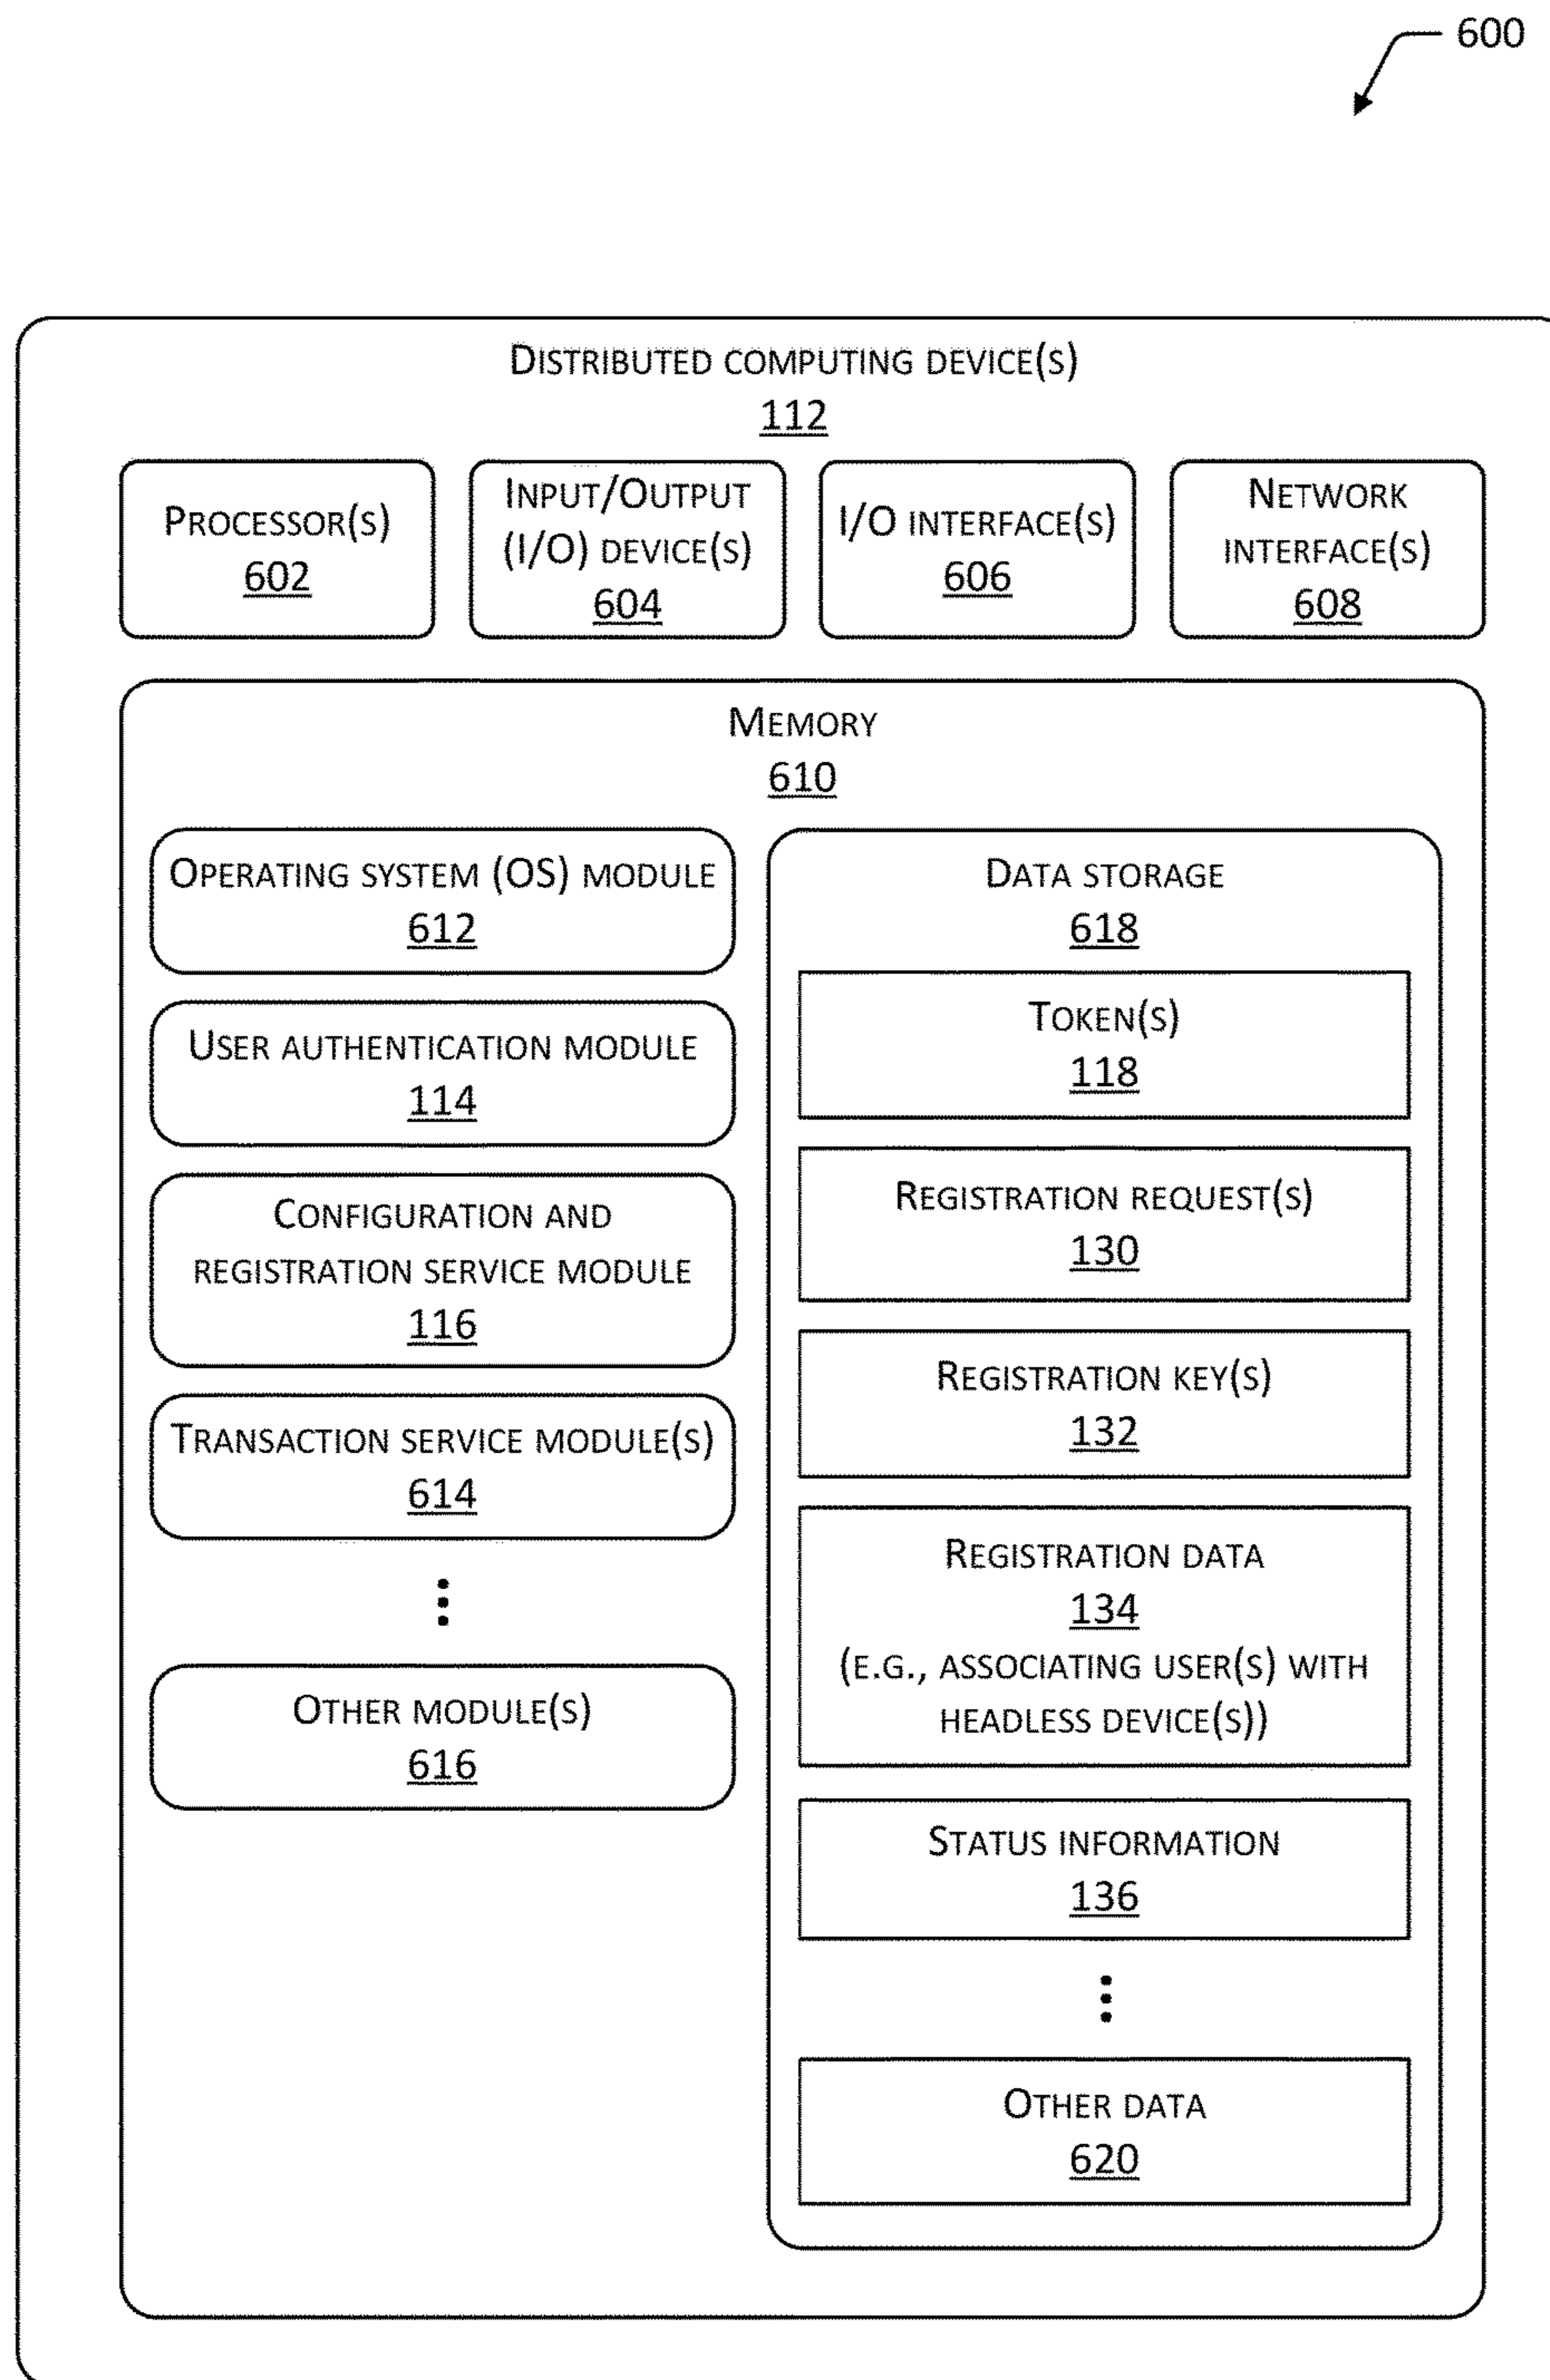 600
DISTRIBUTED COMPUTING DEVICE(S)
112
PROCESSOR(S)
602
INPUT/OUTPUT
(I/O) DEVICE(S)
604
I/O INTERFACE(S)
606
NETWORK
INTERFACE(S)
608
MEMORY
610
OPERATING SYSTEM (OS) MODULE
612
USER AUTHENTICATION MODULE
114
CONFIGURATION AND
REGISTRATION SERVICE MODULE
116
TRANSACTION SERVICE MODULE(S)
614
OTHER MODULE(S)
616
DATA STORAGE
618
TOKEN(S)
118
REGISTRATION REQUEST(S)
130
REGISTRATION KEY(S)
132
REGISTRATION DATA
134
(E.G., ASSOCIATING USER(S) WITH
HEADLESS DEVICE(S))
STATUS INFORMATION
136
OTHER DATA
620